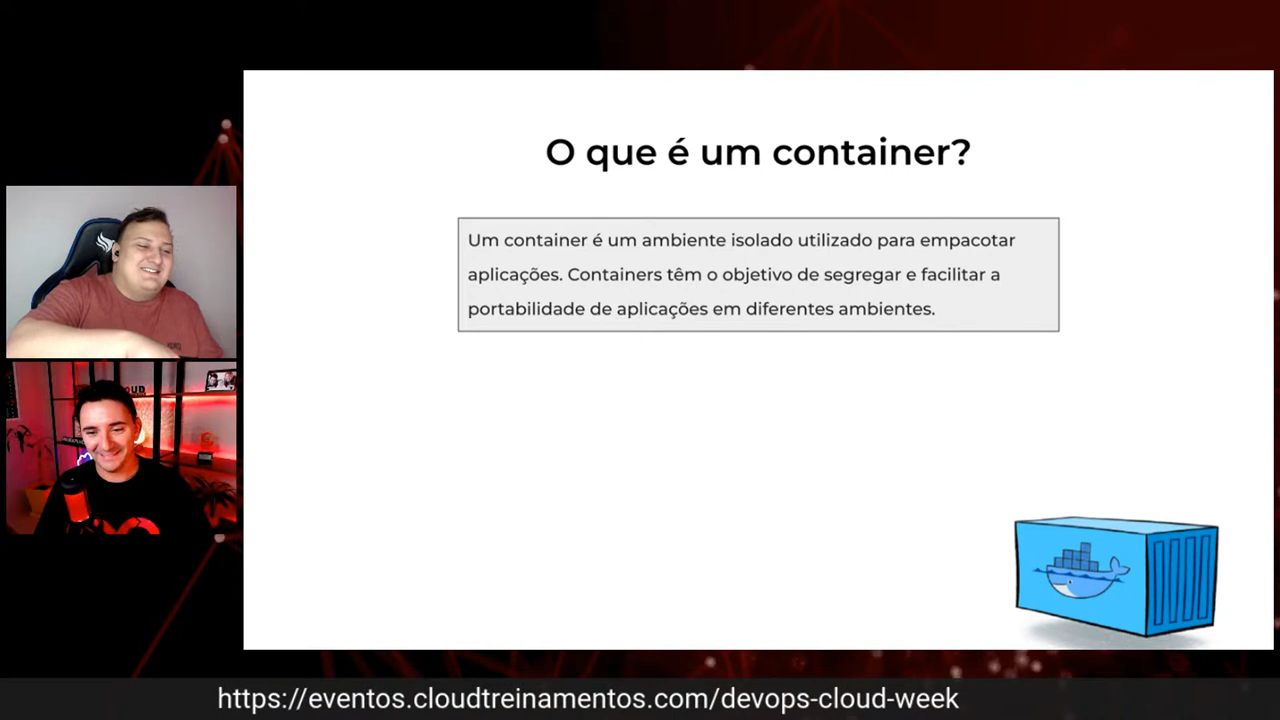 O que é um container?
Um container é um ambiente isolado utilizado para empacotar
aplicações. Containers têm o objetivo de segregar e facilitar a
portabilidade de aplicações em diferentes ambientes.
https://eventos.cloudtreinamentos.com/devops-cloud-week